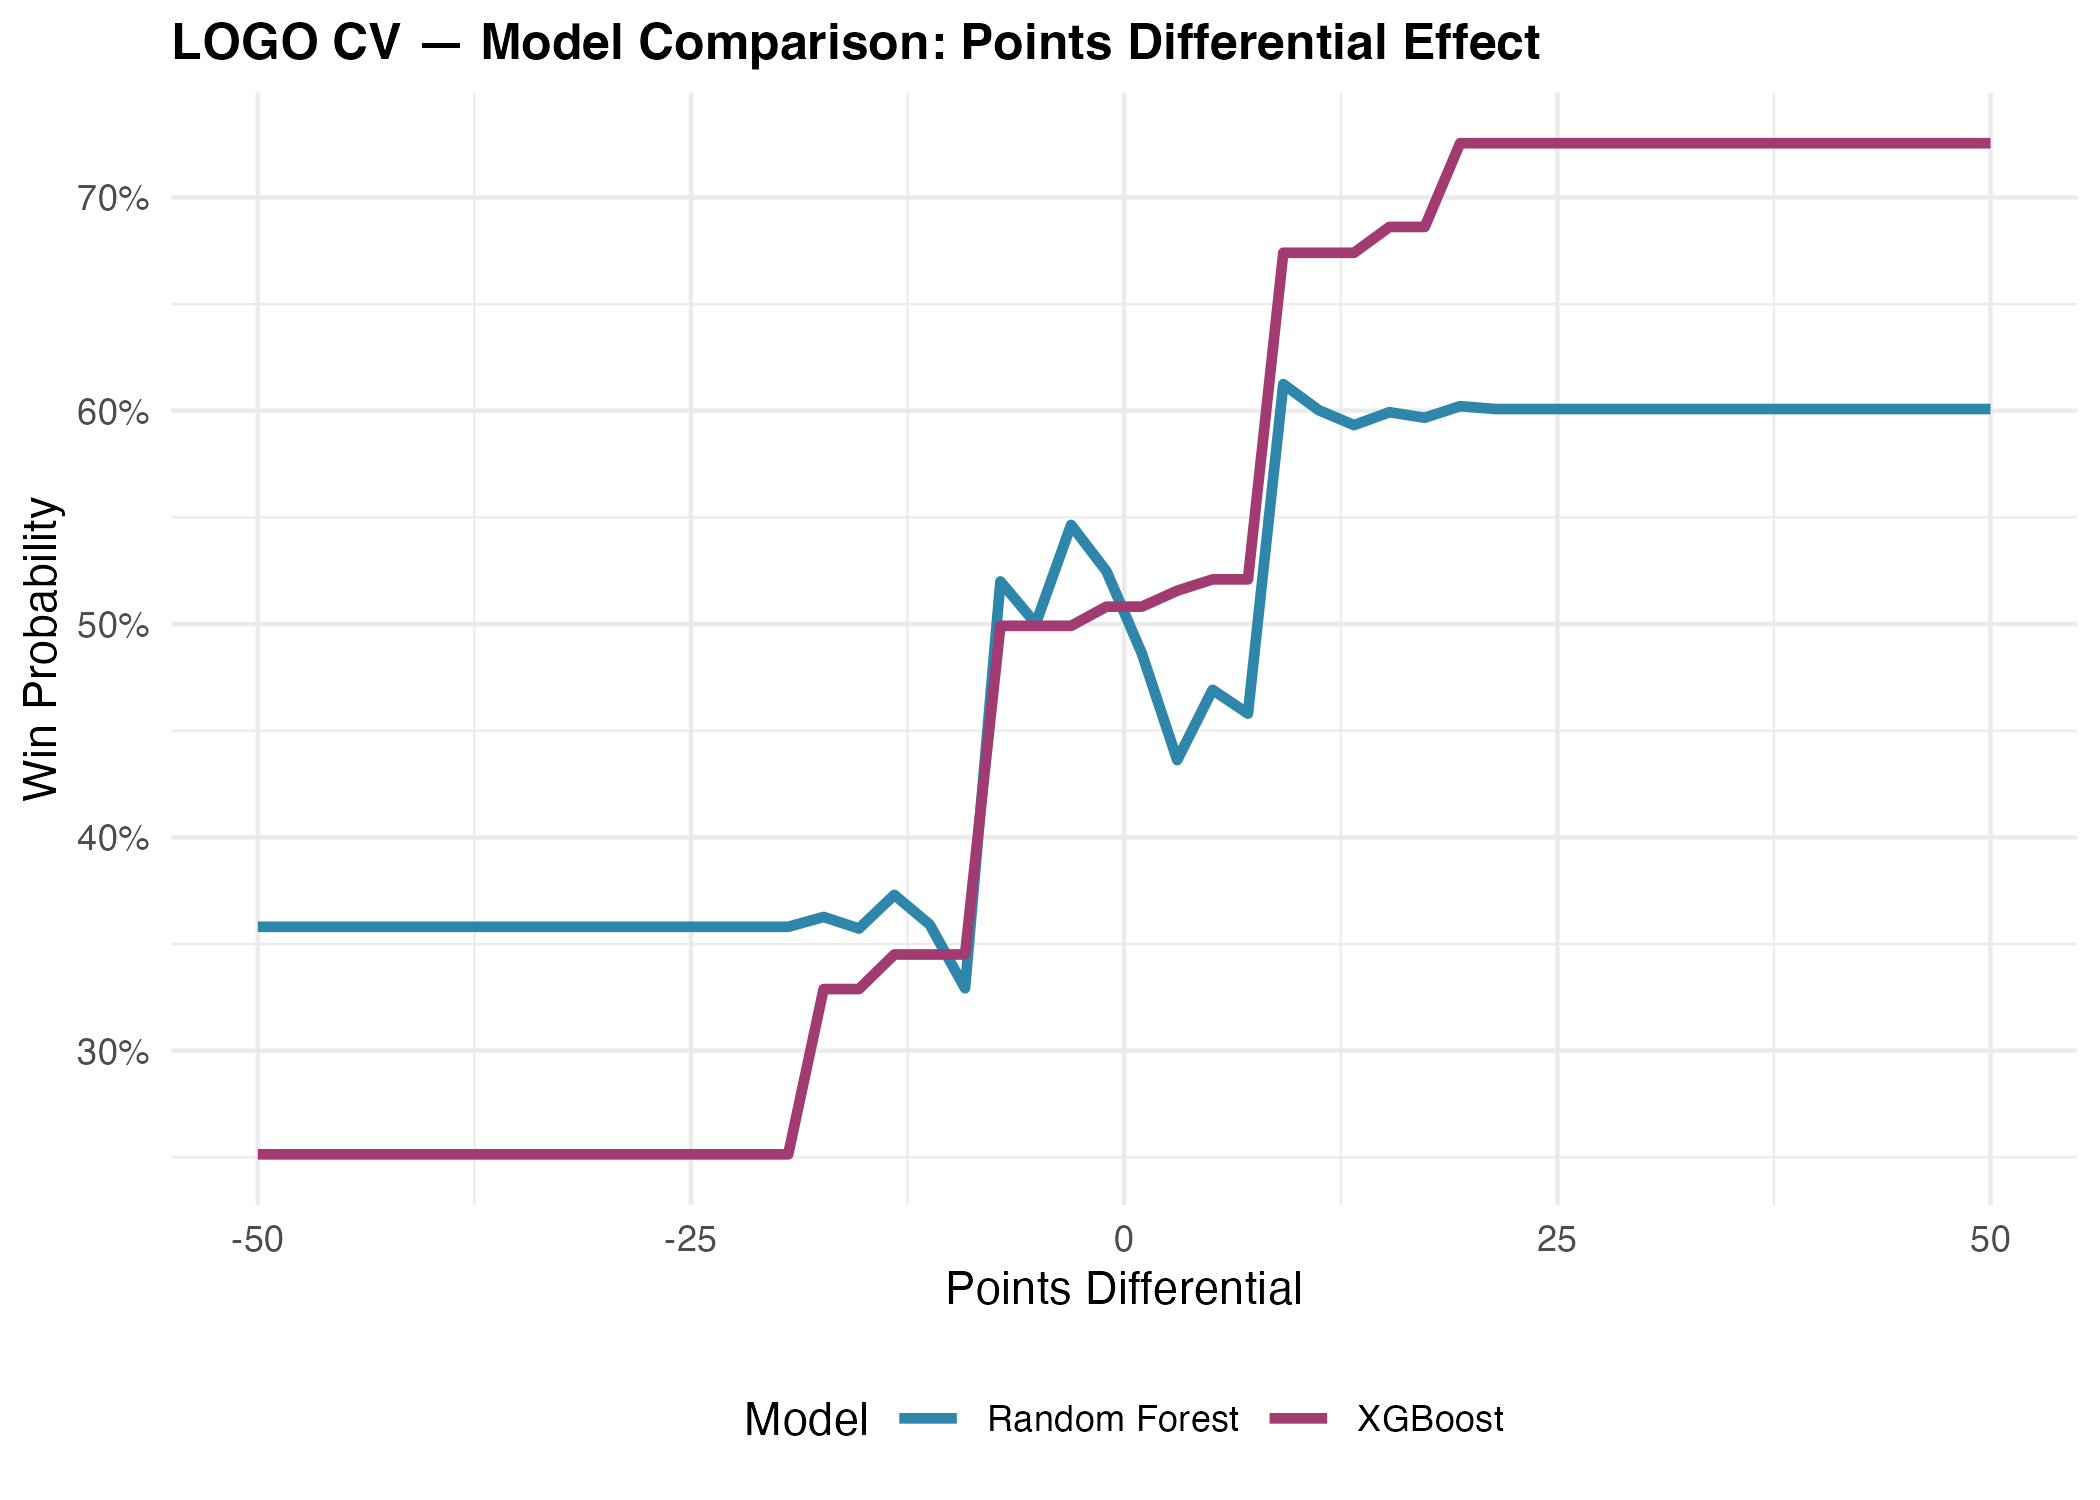 LOGO CV — Model Comparison: Points Differential Effect
Win Probability
70%
60%
50%
40%
30%
-50 -25 0 25 50
Points Differential
Model Random Forest XGBoost